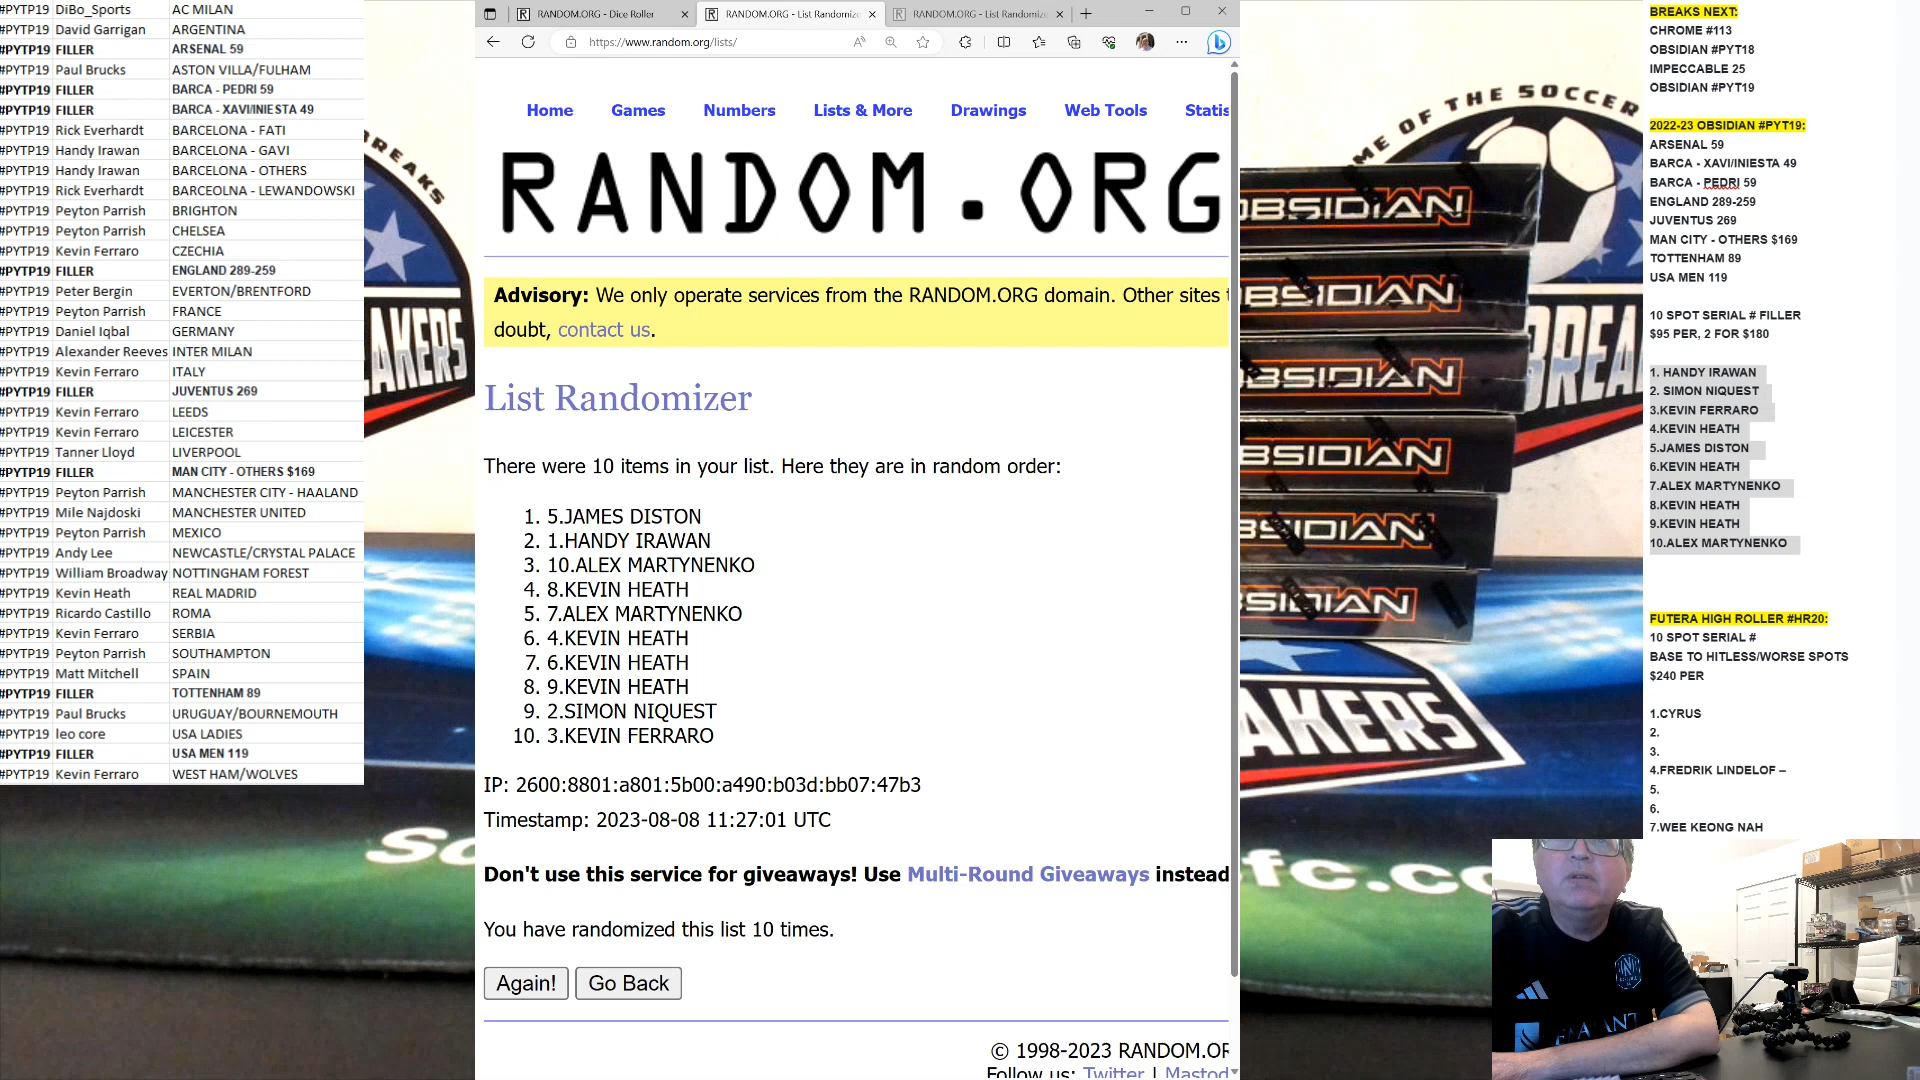 #PYTP19 DiBo_Sports AC MILAN
#PYTP19 David Garrigan ARGENTINA
#PYTP19 FILLER ARSENAL 59
#PYTP19 Paul Brucks ASTON VILLA/FULHAM
#PYTP19 FILLER BARCA - PEDRI 59
#PYTP19 FILLER BARCA - XAVI/INIESTA 49
#PYTP19 Rick Everhardt BARCELONA - FATI
#PYTP19 Handy Irawan BARCELONA - GAVI
#PYTP19 Handy Irawan BARCELONA - OTHERS
#PYTP19 Rick Everhardt BARCEOLNA - LEWANDOWSKI
#PYTP19 Peyton Parrish BRIGHTON
#PYTP19 Peyton Parrish CHELSEA
#PYTP19 Kevin Ferraro CZECHIA
#PYTP19 FILLER ENGLAND 289-259
#PYTP19 Peter Bergin EVERTON/BRENTFORD
#PYTP19 Peyton Parrish FRANCE
#PYTP19 Daniel Iqbal GERMANY
#PYTP19 Alexander Reeves INTER MILAN
#PYTP19 Kevin Ferraro ITALY
#PYTP19 FILLER JUVENTUS 269
#PYTP19 Kevin Ferraro LEEDS
#PYTP19 Kevin Ferraro LEICESTER
#PYTP19 Tanner Lloyd LIVERPOOL
#PYTP19 FILLER MAN CITY - OTHERS $169
#PYTP19 Peyton Parrish MANCHESTER CITY - HAALAND
#PYTP19 Mile Najdoski MANCHESTER UNITED
#PYTP19 Peyton Parrish MEXICO
#PYTP19 Andy Lee NEWCASTLE/CRYSTAL PALACE
#PYTP19 William Broadway NOTTINGHAM FOREST
#PYTP19 Kevin Heath REAL MADRID
#PYTP19 Ricardo Castillo ROMA
#PYTP19 Kevin Ferraro SERBIA
#PYTP19 Peyton Parrish SOUTHAMPTON
#PYTP19 Matt Mitchell SPAIN
#PYTP19 FILLER TOTTENHAM 89
#PYTP19 Paul Brucks URUGUAY/BOURNEMOUTH
#PYTP19 leo core USA LADIES
#PYTP19 FILLER USA MEN 119
#PYTP19 Kevin Ferraro WEST HAM/WOLVES
BREAKS
AKERS
RANDOM.ORG - Dice Roller
RANDOM.ORG - List Randomize
RANDOM.ORG - List Randomize
https://www.random.org/lists/
Home Games Numbers Lists & More Drawings Web Tools Statis
RANDOM.ORG
Advisory: We only operate services from the RANDOM.ORG domain. Other sites t
doubt, contact us.
List Randomizer
There were 10 items in your list. Here they are in random order:
1. 5.JAMES DISTON
2. 1.HANDY IRAWAN
3. 10.ALEX MARTYNENKO
4. 8.KEVIN HEATH
5. 7.ALEX MARTYNENKO
6. 4.KEVIN HEATH
7. 6.KEVIN HEATH
8. 9.KEVIN HEATH
9. 2.SIMON NIQUEST
10. 3.KEVIN FERRARO
IP: 2600:8801:a801:5b00:a490:b03d:bb07:47b3
Timestamp: 2023-08-08 11:27:01 UTC
Don't use this service for giveaways! Use Multi-Round Giveaways instead
You have randomized this list 10 times.
Again! Go Back
© 1998-2023 RANDOM.OR
Follow us: Twitter | Mastod
ME OF THE SOCCER
OBSIDIAN
BSIDIAN
BSIDIAN
BSIDIAN
BSIDIAN
SIDIAN
BREA
AKERS
So
fc.c
BREAKS NEXT:
CHROME #113
OBSIDIAN #PYT18
IMPECCABLE 25
OBSIDIAN #PYT19
2022-23 OBSIDIAN #PYT19:
ARSENAL 59
BARCA - XAVI/INIESTA 49
BARCA - PEDRI 59
ENGLAND 289-259
JUVENTUS 269
MAN CITY - OTHERS $169
TOTTENHAM 89
USA MEN 119
10 SPOT SERIAL # FILLER
$95 PER, 2 FOR $180
1. HANDY IRAWAN
2. SIMON NIQUEST
3.KEVIN FERRARO
4.KEVIN HEATH
5.JAMES DISTON
6.KEVIN HEATH
7.ALEX MARTYNENKO
8.KEVIN HEATH
9.KEVIN HEATH
10.ALEX MARTYNENKO
FUTERA HIGH ROLLER #HR20:
10 SPOT SERIAL #
BASE TO HITLESS/WORSE SPOTS
$240 PER
1.CYRUS
2.
3.
4.FREDRIK LINDELOF –
5.
6.
7.WEE KEONG NAH